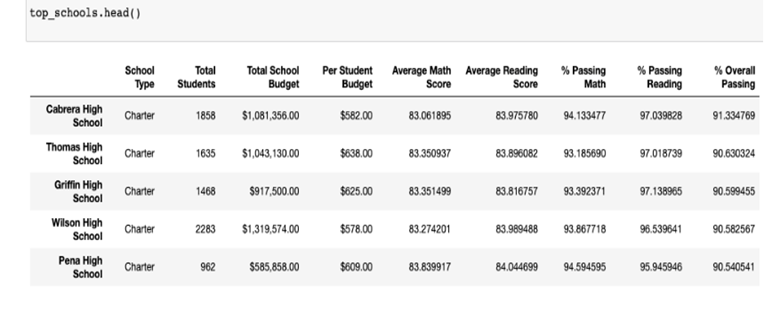 top_schools.head()
School Type Total Students Total School Budget Per Student Budget Average Math Score Average Reading Score % Passing Math % Passing Reading % Overall Passing
Cabrera High School Charter 1858 $1,081,356.00 $582.00 83.061895 83.975780 94.133477 97.039828 91.334769
Thomas High School Charter 1635 $1,043,130.00 $638.00 83.350937 83.896082 93.185690 97.018739 90.630324
Griffin High School Charter 1468 $917,500.00 $625.00 83.351499 83.816757 93.392371 97.138965 90.599455
Wilson High School Charter 2283 $1,319,574.00 $578.00 83.274201 83.989488 93.867718 96.539641 90.582567
Pena High School Charter 962 $585,858.00 $609.00 83.839917 84.044699 94.594595 95.945946 90.540541